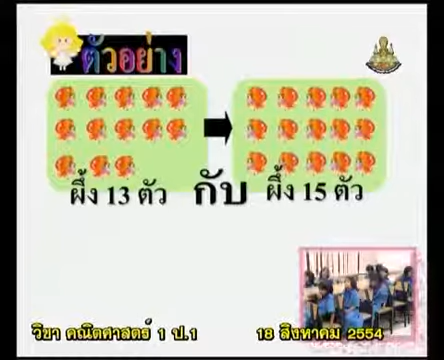 ตัวอย่าง
ผึ้ง 13 ตัว กับ ผึ้ง 15 ตัว
วิชา คณิตศาสตร์ 1 ป.1 18 สิงหาคม 2554